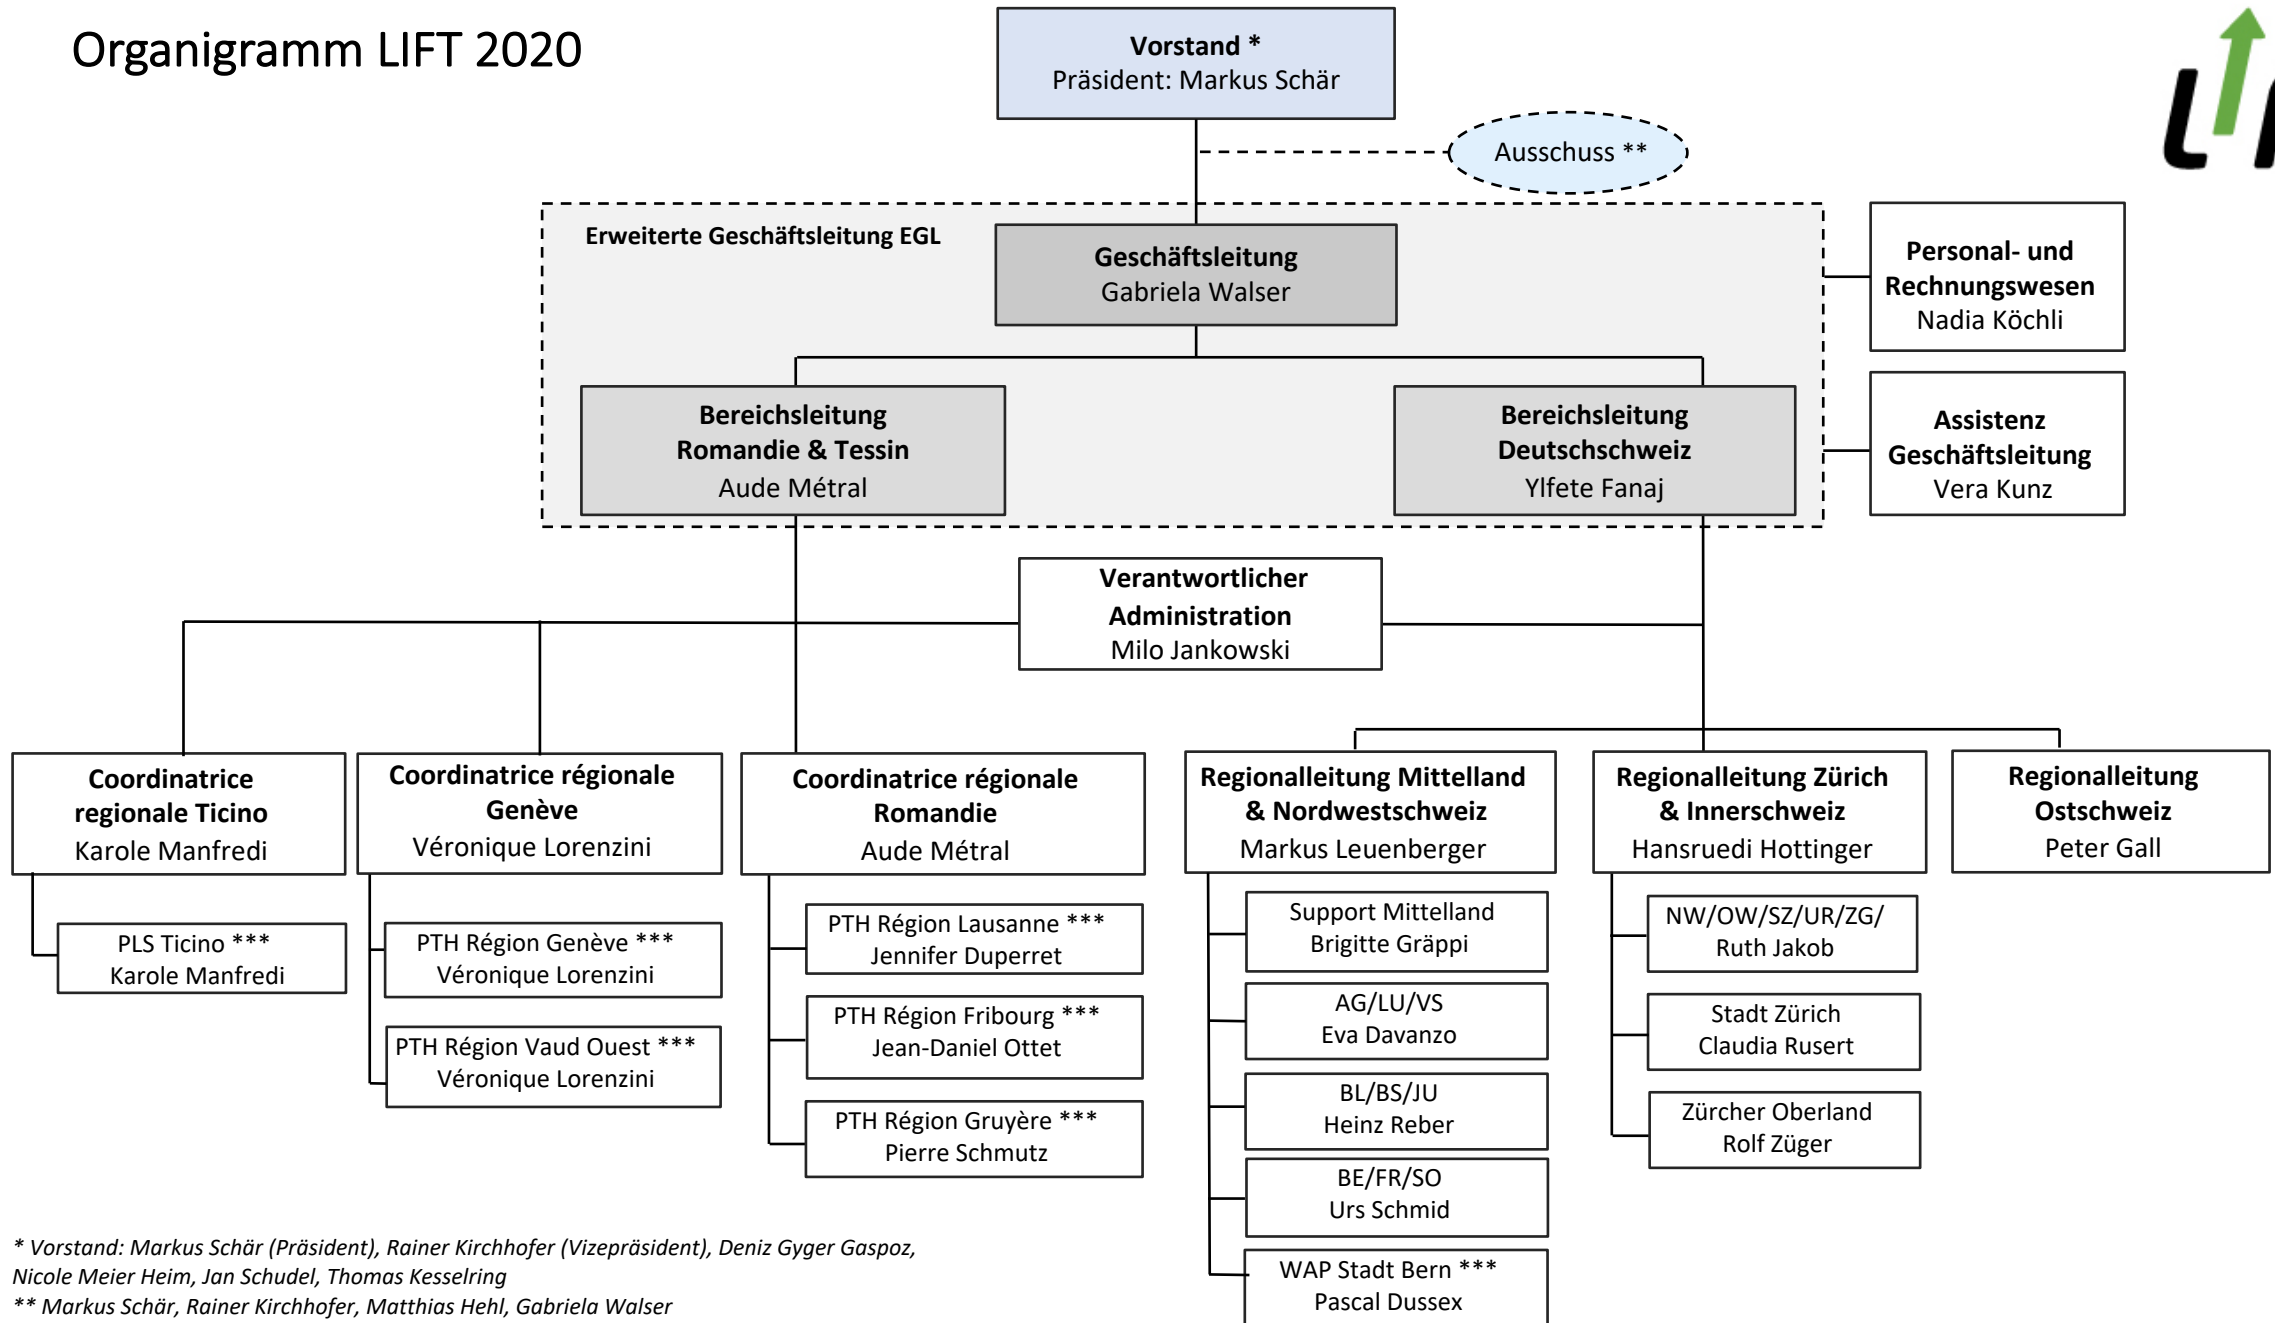 Organigramm LIFT 2020
Vorstand *
Präsident: Markus Schär
Ausschuss **
Erweiterte Geschäftsleitung EGL
Geschäftsleitung
Gabriela Walser
Personal- und
Rechnungswesen
Nadia Köchli
Bereichsleitung
Romandie & Tessin
Aude Métral
Bereichsleitung
Deutschschweiz
Ylfete Fanaj
Assistenz
Geschäftsleitung
Vera Kunz
Verantwortlicher
Administration
Milo Jankowski
Coordinatrice
regionale Ticino
Karole Manfredi
Coordinatrice régionale
Genève
Véronique Lorenzini
Coordinatrice régionale
Romandie
Aude Métral
Regionalleitung Mittelland
& Nordwestschweiz
Markus Leuenberger
Regionalleitung Zürich
& Innerschweiz
Hansruedi Hottinger
Regionalleitung
Ostschweiz
Peter Gall
PLS Ticino ***
Karole Manfredi
PTH Région Genève ***
Véronique Lorenzini
PTH Région Vaud Ouest ***
Véronique Lorenzini
PTH Région Lausanne ***
Jennifer Duperret
PTH Région Fribourg ***
Jean-Daniel Ottet
PTH Région Gruyère ***
Pierre Schmutz
Support Mittelland
Brigitte Gräppi
AG/LU/VS
Eva Davanzo
BL/BS/JU
Heinz Reber
BE/FR/SO
Urs Schmid
WAP Stadt Bern ***
Pascal Dussex
NW/OW/SZ/UR/ZG/
Ruth Jakob
Stadt Zürich
Claudia Rusert
Zürcher Oberland
Rolf Züger
* Vorstand: Markus Schär (Präsident), Rainer Kirchhofer (Vizepräsident), Deniz Gyger Gaspoz,
Nicole Meier Heim, Jan Schudel, Thomas Kesselring
** Markus Schär, Rainer Kirchhofer, Matthias Hehl, Gabriela Walser